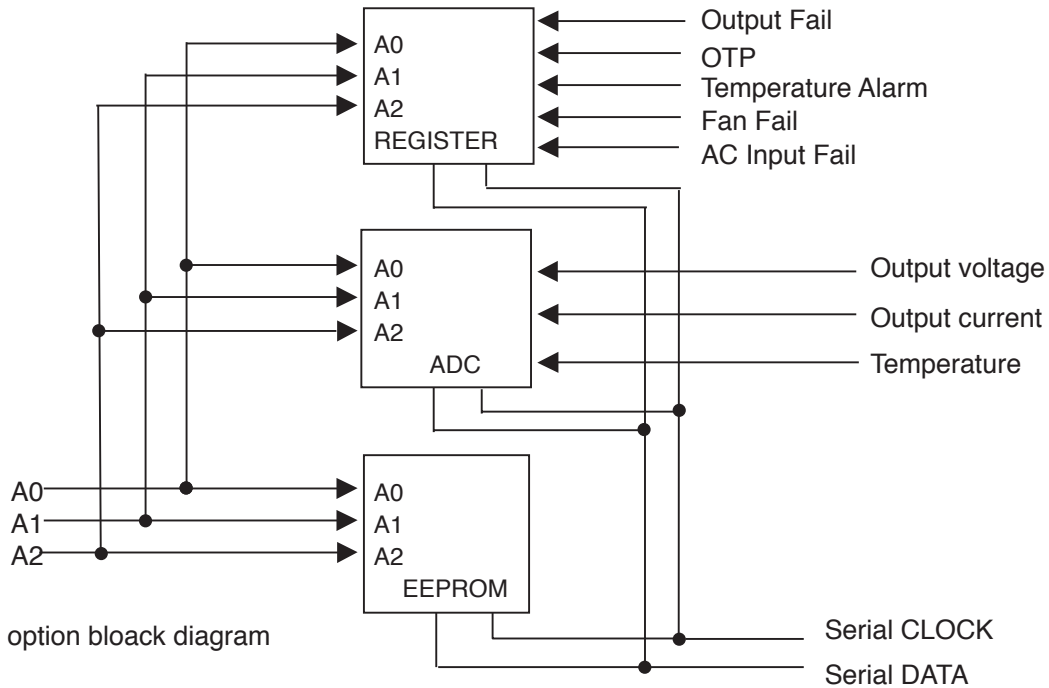 A0
A1
A2
REGISTER
Output Fail
OTP
Temperature Alarm
Fan Fail
AC Input Fail
A0
A1
A2
ADC
Output voltage
Output current
Temperature
A0
A1
A2
A0
A1
A2
EEPROM
option bloack diagram
Serial CLOCK
Serial DATA